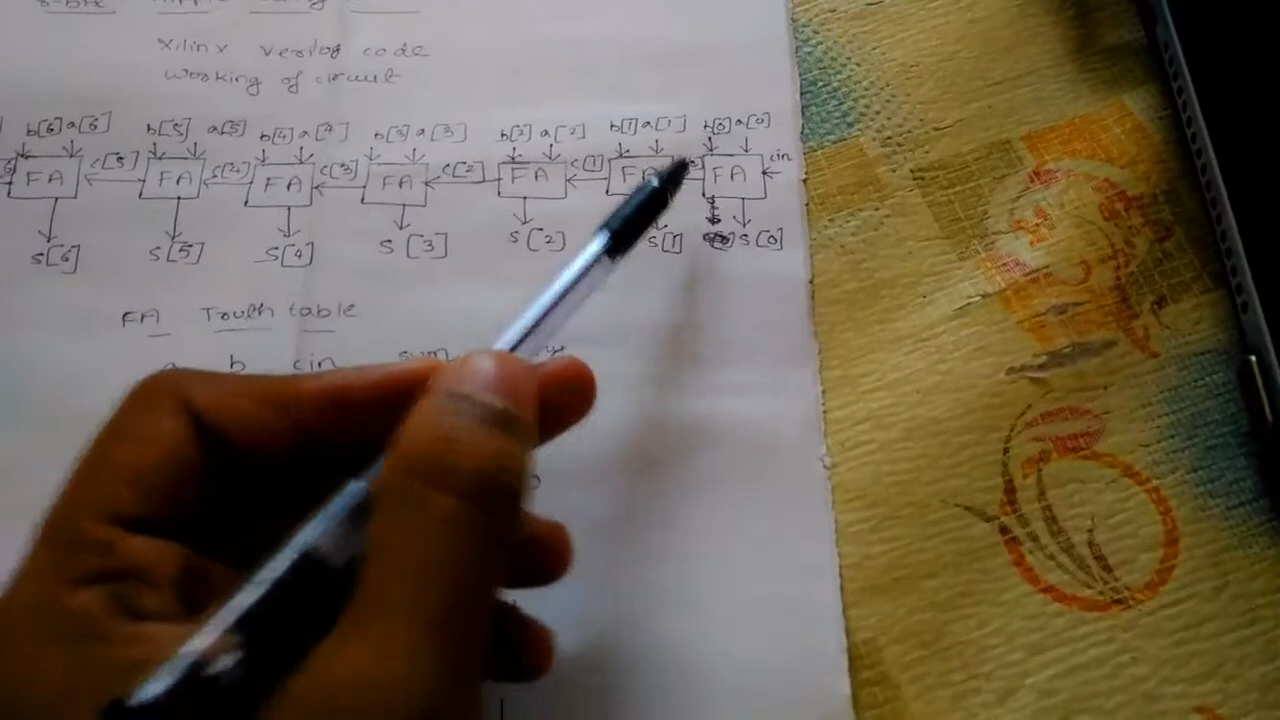 Xilinx verilog code
working of circuit
b[6] a[6] b[5] a[5] b[4] a[4] b[3] a[3] b[2] a[2] b[1] a[1] b[0] a[0]
FA c[5] FA c[4] FA c[3] FA c[2] FA c[1] FA FA cin
s[6] s[5] s[4] s[3] s[2] s[1] s[0]
FA Truth table
a b cin sum